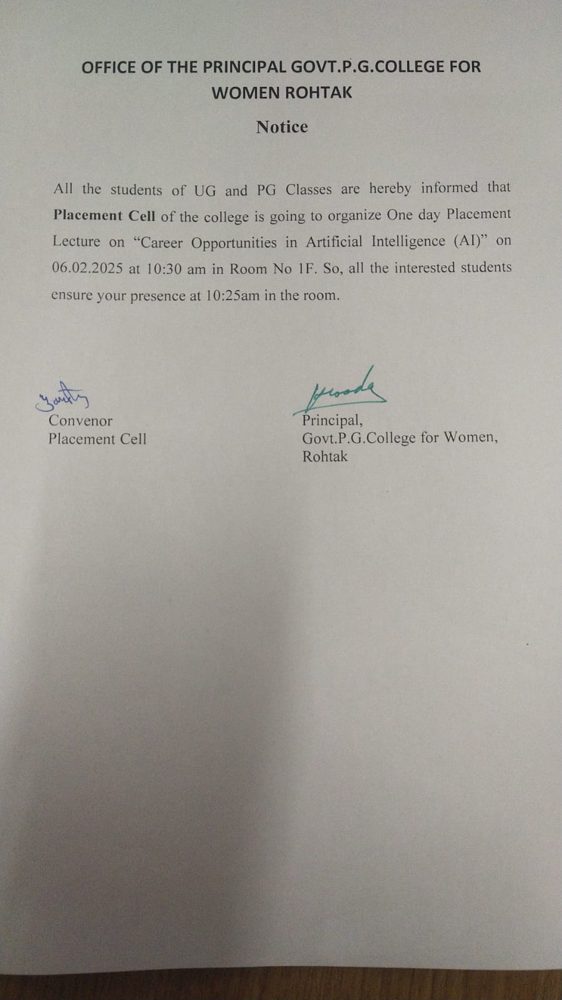 OFFICE OF THE PRINCIPAL GOVT.P.G.COLLEGE FOR
WOMEN ROHTAK
Notice
All the students of UG and PG Classes are hereby informed that
Placement Cell of the college is going to organize One day Placement
Lecture on “Career Opportunities in Artificial Intelligence (AI)” on
06.02.2025 at 10:30 am in Room No 1F. So, all the interested students
ensure your presence at 10:25am in the room.
Hooda
Convenor
Placement Cell
Principal,
Govt.P.G.College for Women,
Rohtak